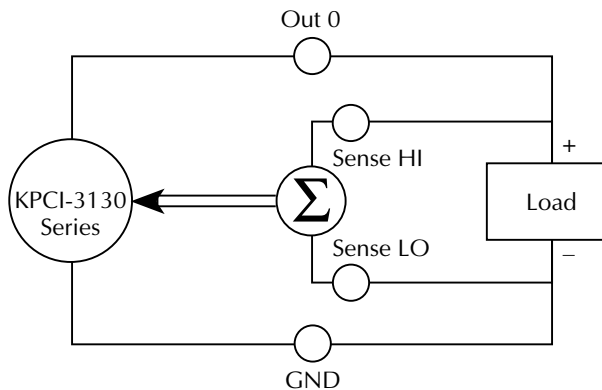 Out 0
Sense HI
+
KPCI-3130
Series
Σ
Load
Sense LO
–
GND